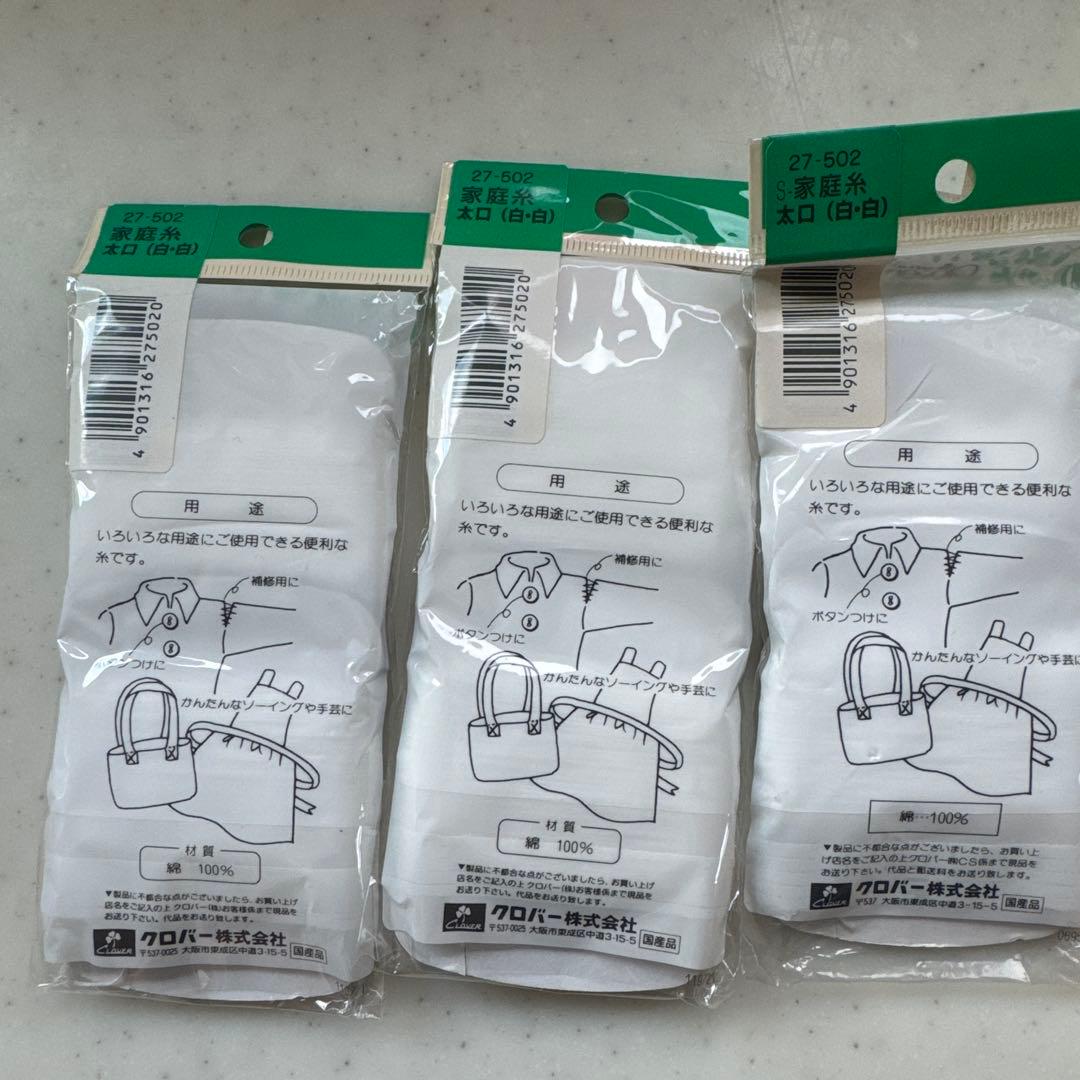 27-502
家庭糸
太口（白・白）
4 901316 275020
用 途
いろいろな用途にご使用できる便利な
糸です。
補修用に
つけに
かんたんなソーイングや手芸に
材質
綿 100%
▼製品に不都合な点がございましたら、お買い上げ
店名をご記入の上 クロバー(株)お客様係まで現品を
お送り下さい。代品をお送り致します。
CLOVER
クロバー株式会社
〒537-0025 大阪市東成区中道3-15-5
国産品
27-502
家庭糸
太口（白・白）
4 901316 275020
用 途
いろいろな用途にご使用できる便利な
糸です。
補修用に
ボタンつけに
かんたんなソーイングや手芸に
材質
綿 100%
▼製品に不都合な点がございましたら、お買い上げ
店名をご記入の上 クロバー(株)お客様係まで現品を
お送り下さい。代品をお送り致します。
CLOVER
クロバー株式会社
〒537-0025 大阪市東成区中道3-15-5
国産品
27-502
S-家庭糸
太口（白・白）
4 901316 275020
用 途
いろいろな用途にご使用できる便利な
糸です。
補修用に
ボタンつけに
かんたんなソーイングや手芸に
綿…100%
▼製品に不都合な点がございましたら、お買い上
げ店名をご記入の上クロバー㈱CS係まで現品を
お送り下さい。代品と郵送料をお送り致します。
CLOVER
クロバー株式会社
〒537 大阪市東成区中道3-15-5
国産品